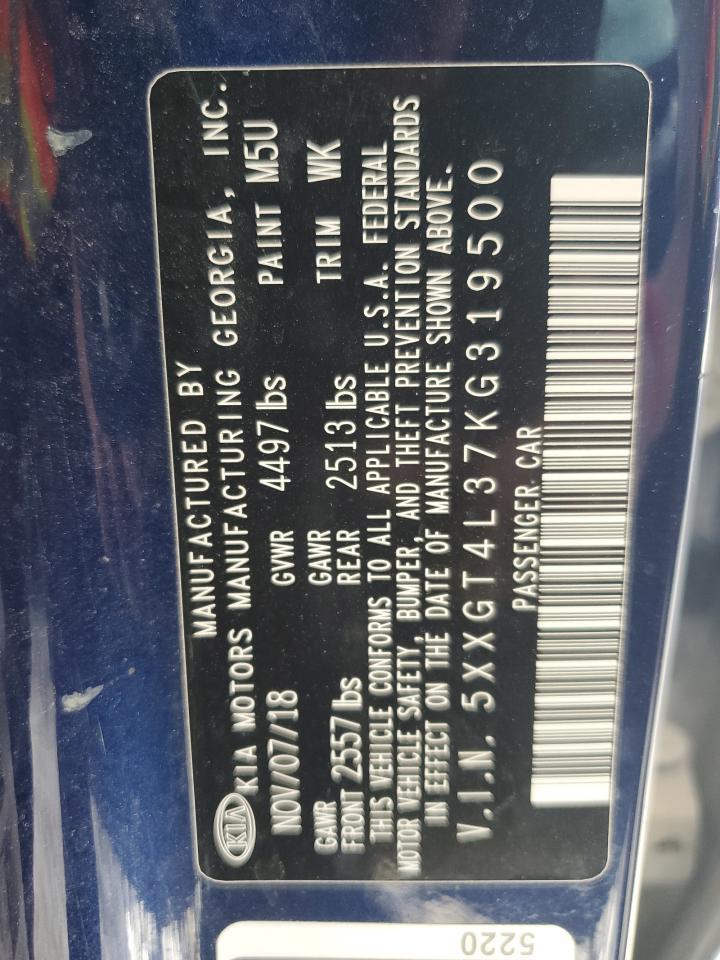 MANUFACTURED BY
KIA KIA MOTORS MANUFACTURING GEORGIA, INC.
NOV/07/18 GVWR 4497 lbs PAINT M5U
GAWR FRONT 2557 lbs GAWR REAR 2513 lbs TRIM WK
THIS VEHICLE CONFORMS TO ALL APPLICABLE U.S.A. FEDERAL
MOTOR VEHICLE SAFETY, BUMPER, AND THEFT PREVENTION STANDARDS
IN EFFECT ON THE DATE OF MANUFACTURE SHOWN ABOVE.
V.I.N. 5XXGT4L37KG319500
PASSENGER CAR
5220